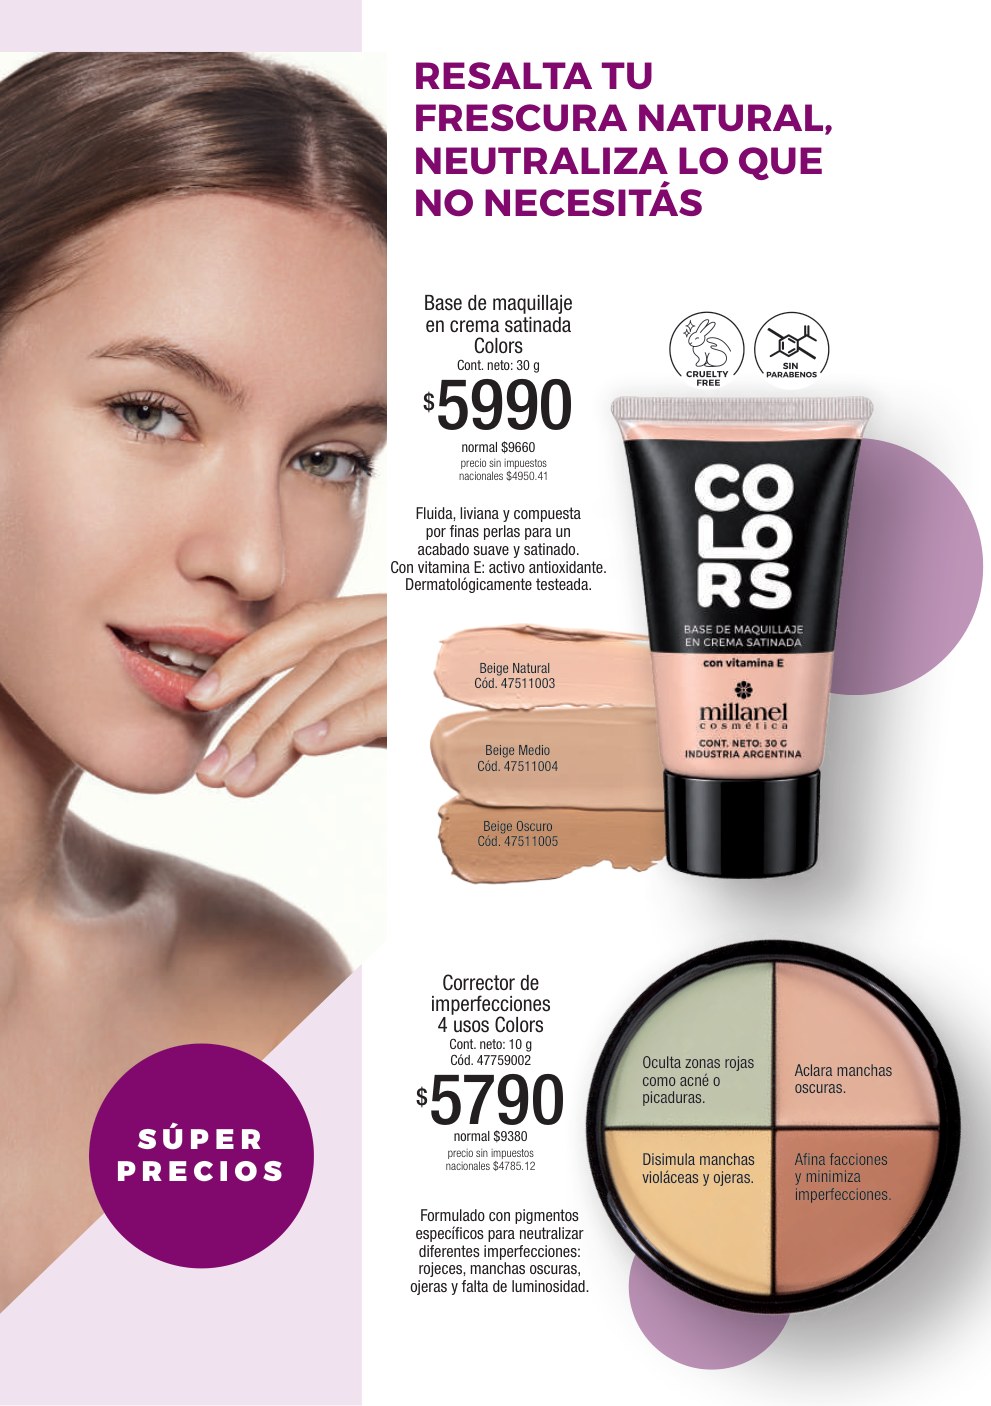 RESALTA TU
FRESCURA NATURAL,
NEUTRALIZA LO QUE
NO NECESITÁS
Base de maquillaje
en crema satinada
Colors
Cont. neto: 30 g
$5990
normal $9660
precio sin impuestos
nacionales $4950.41
Fluida, liviana y compuesta
por finas perlas para un
acabado suave y satinado.
Con vitamina E: activo antioxidante.
Dermatológicamente testeada.
CRUELTY
FREE
SIN
PARABENOS
CO
LO
RS
BASE DE MAQUILLAJE
EN CREMA SATINADA
con vitamina E
millanel
cosmética
CONT. NETO: 30 G
INDUSTRIA ARGENTINA
Beige Natural
Cód. 47511003
Beige Medio
Cód. 47511004
Beige Oscuro
Cód. 47511005
Corrector de
imperfecciones
4 usos Colors
Cont. neto: 10 g
Cód. 47759002
$5790
normal $9380
precio sin impuestos
nacionales $4785.12
Formulado con pigmentos
específicos para neutralizar
diferentes imperfecciones:
rojeces, manchas oscuras,
ojeras y falta de luminosidad.
Oculta zonas rojas
como acné o
picaduras.
Aclara manchas
oscuras.
Disimula manchas
violáceas y ojeras.
Afina facciones
y minimiza
imperfecciones.
SÚPER
PRECIOS